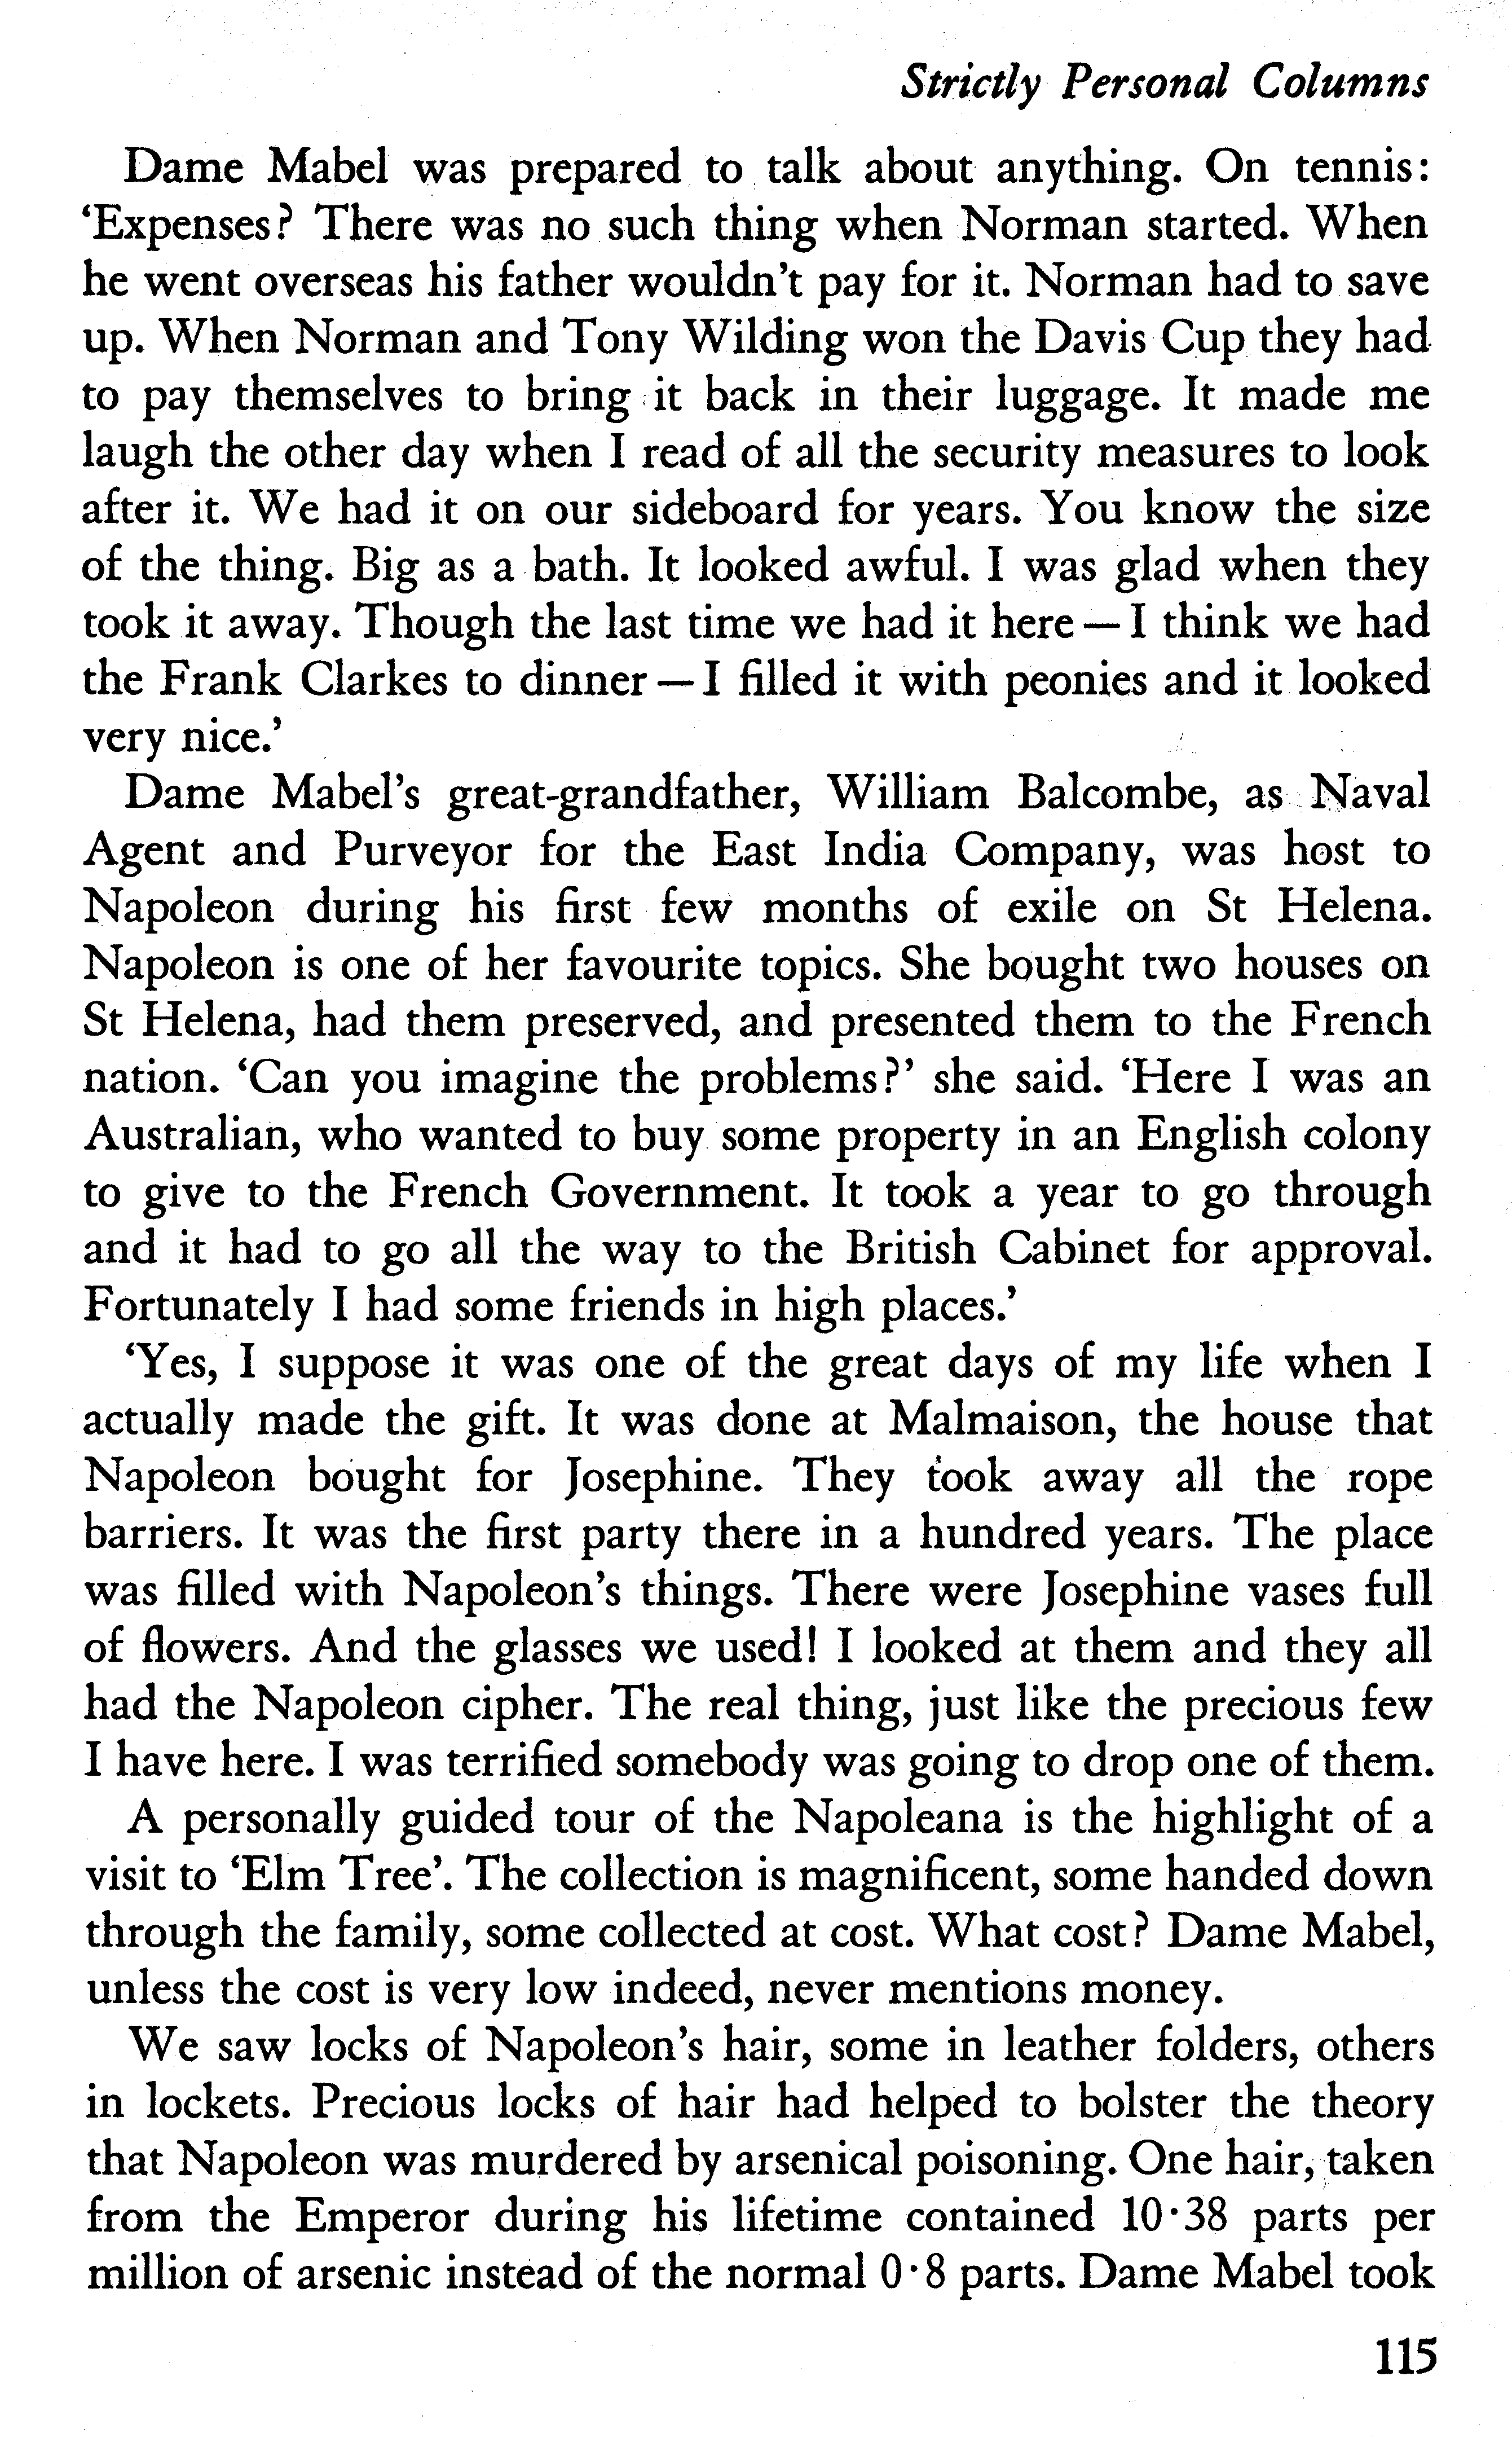 Strictly Personal Columns
Dame Mabel was prepared to talk about anything. On tennis:
‘Expenses? There was no such thing when Norman started. When
he went overseas his father wouldn’t pay for it. Norman had to save
up. When Norman and Tony Wilding won the Davis Cup they had
to pay themselves to bring it back in their luggage. It made me
laugh the other day when I read of all the security measures to look
after it. We had it on our sideboard for years. You know the size
of the thing. Big as a bath. It looked awful. I was glad when they
took it away. Though the last time we had it here — I think we had
the Frank Clarkes to dinner — I filled it with peonies and it looked
very nice.’
Dame Mabel’s great-grandfather, William Balcombe, as Naval
Agent and Purveyor for the East India Company, was host to
Napoleon during his first few months of exile on St Helena.
Napoleon is one of her favourite topics. She bought two houses on
St Helena, had them preserved, and presented them to the French
nation. ‘Can you imagine the problems?’ she said. ‘Here I was an
Australian, who wanted to buy some property in an English colony
to give to the French Government. It took a year to go through
and it had to go all the way to the British Cabinet for approval.
Fortunately I had some friends in high places.’
‘Yes, I suppose it was one of the great days of my life when I
actually made the gift. It was done at Malmaison, the house that
Napoleon bought for Josephine. They took away all the rope
barriers. It was the first party there in a hundred years. The place
was filled with Napoleon’s things. There were Josephine vases full
of flowers. And the glasses we used! I looked at them and they all
had the Napoleon cipher. The real thing, just like the precious few
I have here. I was terrified somebody was going to drop one of them.
A personally guided tour of the Napoleana is the highlight of a
visit to ‘Elm Tree’. The collection is magnificent, some handed down
through the family, some collected at cost. What cost? Dame Mabel,
unless the cost is very low indeed, never mentions money.
We saw locks of Napoleon’s hair, some in leather folders, others
in lockets. Precious locks of hair had helped to bolster the theory
that Napoleon was murdered by arsenical poisoning. One hair, taken
from the Emperor during his lifetime contained 10·38 parts per
million of arsenic instead of the normal 0·8 parts. Dame Mabel took
115